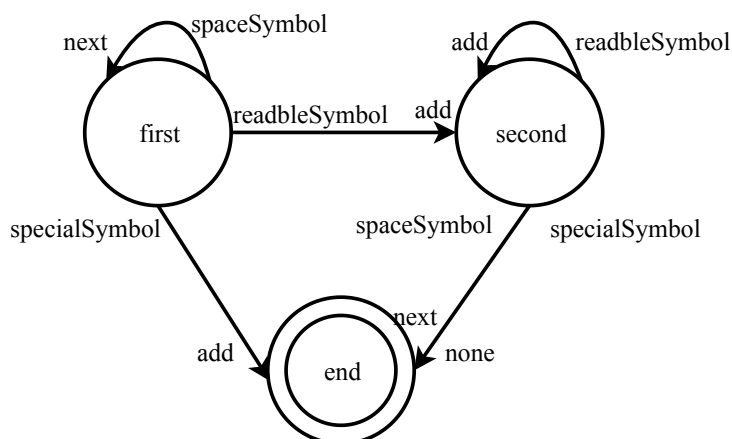 spaceSymbol
next
add
readbleSymbol
readbleSymbol
add
first
second
specialSymbol
spaceSymbol
specialSymbol
next
add
none
end